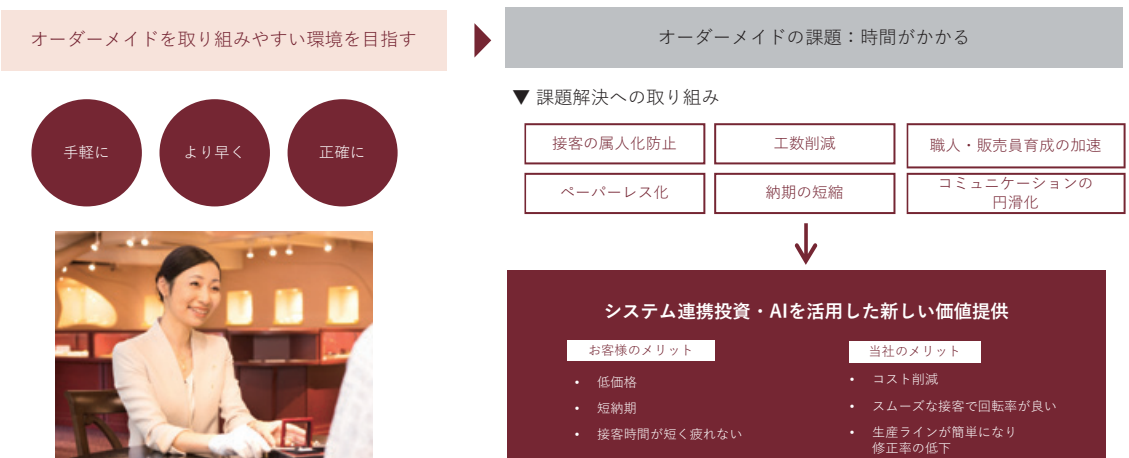 オーダーメイドを取り組みやすい環境を目指す
手軽に
より早く
正確に
オーダーメイドの課題：時間がかかる
▼ 課題解決への取り組み
接客の属人化防止
工数削減
職人・販売員育成の加速
ペーパーレス化
納期の短縮
コミュニケーションの
円滑化
システム連携投資・AIを活用した新しい価値提供
お客様のメリット
• 低価格
• 短納期
• 接客時間が短く疲れない
当社のメリット
• コスト削減
• スムーズな接客で回転率が良い
• 生産ラインが簡単になり
修正率の低下